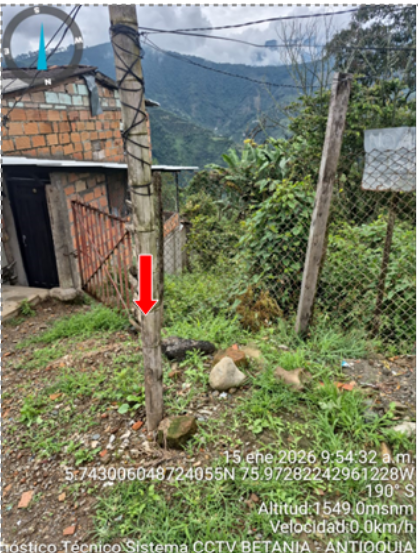 15 ene 2026 9:54:32 a.m.
5.743006048724055N 75.97282242961228W
190° S
Altitud:1549.0msnm
Velocidad:0.0km/h
nóstico Técnico Sistema CCTV BETANIA - ANTIOQUIA